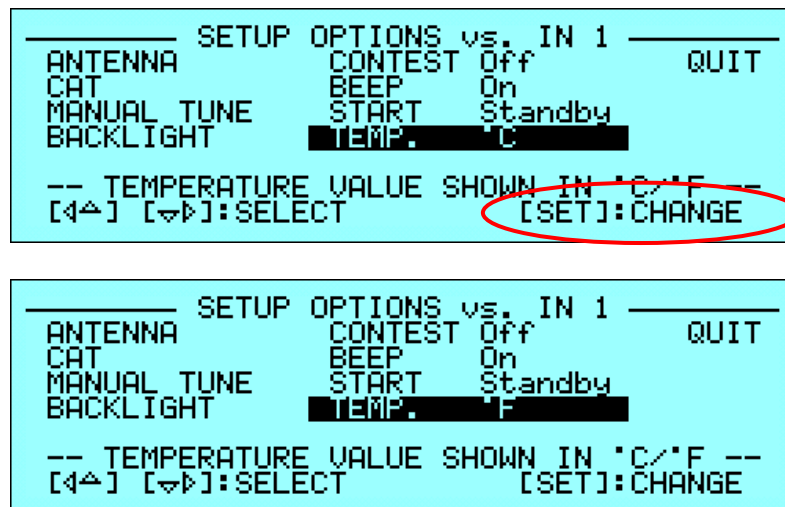 SETUP OPTIONS vs. IN 1
ANTENNA CONTEST Off QUIT
CAT BEEP On
MANUAL TUNE START Standby
BACKLIGHT TEMP. °C
-- TEMPERATURE VALUE SHOWN IN °C/°F --
[◁△] [▽▷]:SELECT [SET]:CHANGE
SETUP OPTIONS vs. IN 1
ANTENNA CONTEST Off QUIT
CAT BEEP On
MANUAL TUNE START Standby
BACKLIGHT TEMP. °F
-- TEMPERATURE VALUE SHOWN IN °C/°F --
[◁△] [▽▷]:SELECT [SET]:CHANGE